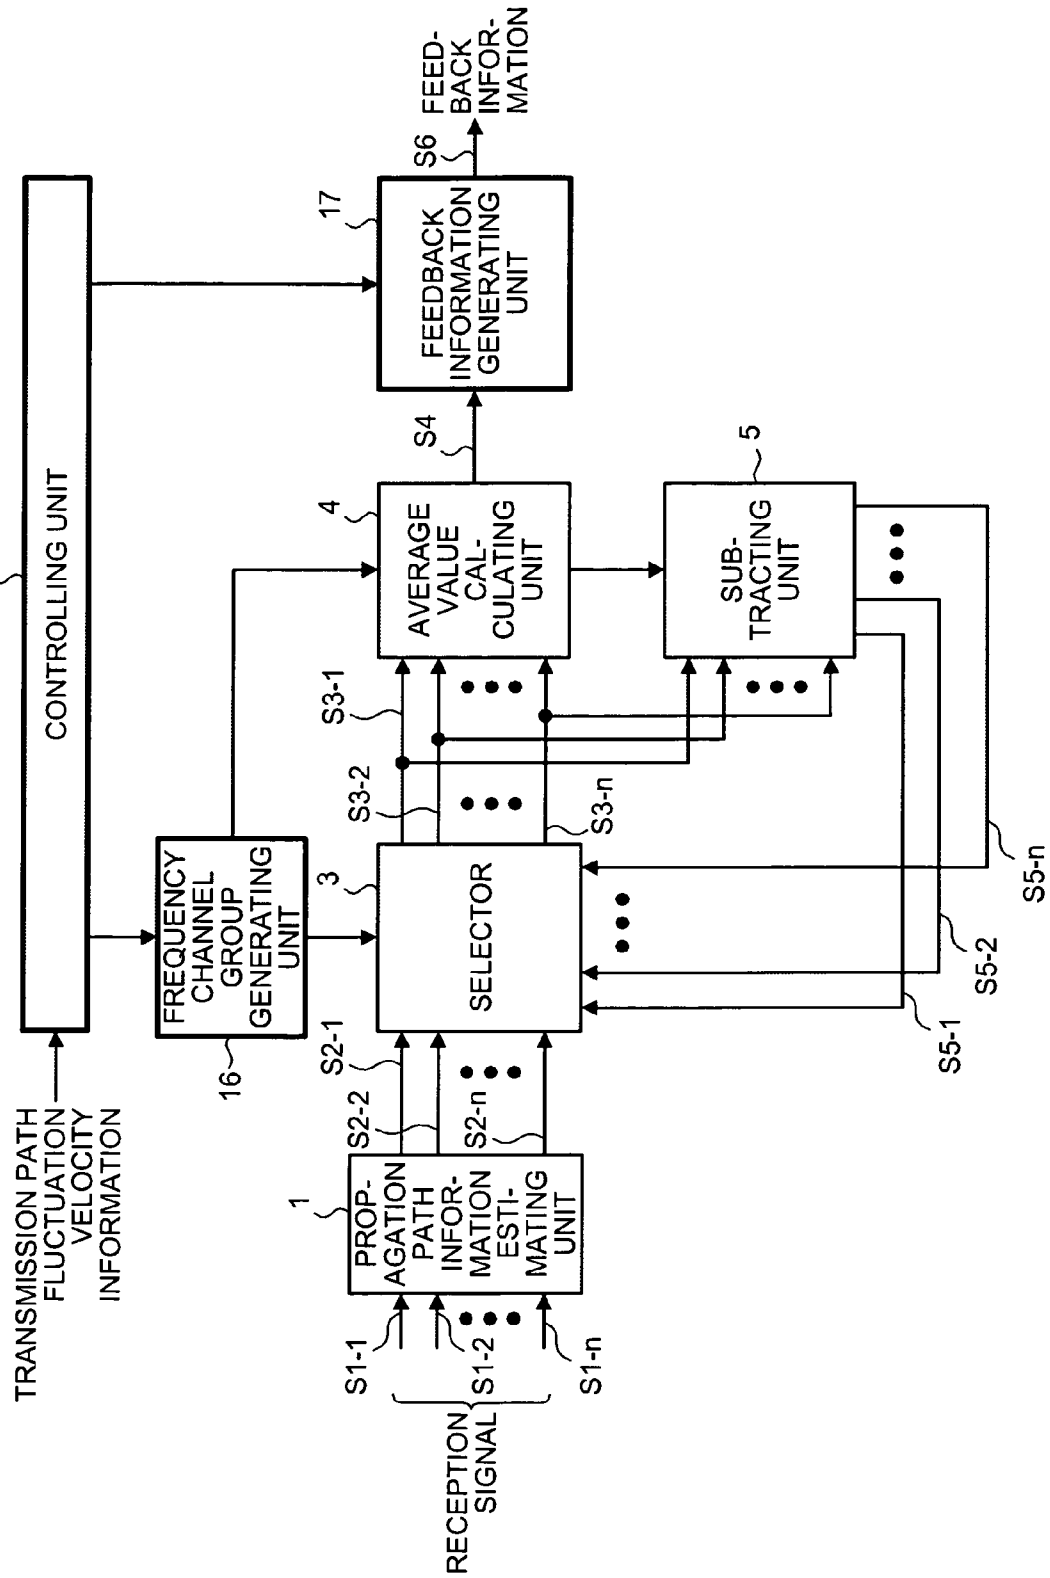 TRANSMISSION PATH
FLUCTUATION
VELOCITY
INFORMATION
CONTROLLING UNIT
16
FREQUENCY
CHANNEL
GROUP
GENERATING
UNIT
17
FEEDBACK
INFORMATION
GENERATING
UNIT
S6
FEED-
BACK
INFOR-
MATION
RECEPTION
SIGNAL
S1-1
S1-2
S1-n
1
PROP-
AGATION
PATH
INFOR-
MATION
ESTI-
MATING
UNIT
S2-1
S2-2
S2-n
3
SELECTOR
S3-1
S3-2
S3-n
4
AVERAGE
VALUE
CAL-
CULATING
UNIT
S4
5
SUB-
TRACTING
UNIT
S5-1
S5-2
S5-n